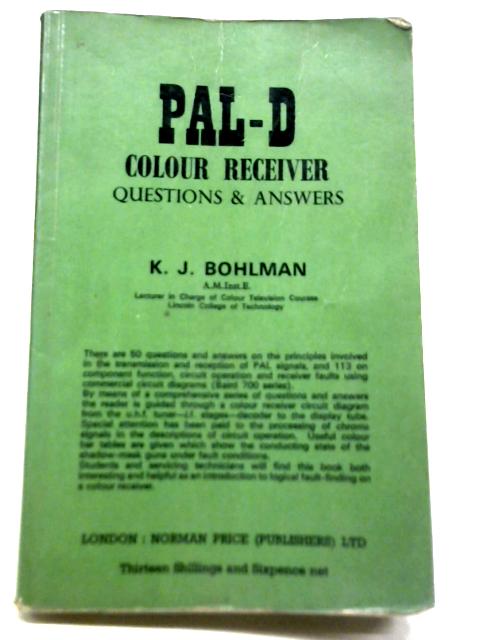 PAL-D
COLOUR RECEIVER
QUESTIONS & ANSWERS
K. J. BOHLMAN
A.M.Inst.E.
Lecturer in Charge of Colour Television Courses
Lincoln College of Technology
There are 50 questions and answers on the principles involved
in the transmission and reception of PAL signals, and 113 on
component function, circuit operation and receiver faults using
commercial circuit diagrams (Baird 700 series).
By means of a comprehensive series of questions and answers
the reader is guided through a colour receiver circuit diagram
from the u.h.f. tuner—i.f. stages—decoder to the display tube.
Special attention has been paid to the processing of chroma
signals in the descriptions of circuit operation. Useful colour
bar tables are given which show the conducting state of the
shadow-mask guns under fault conditions.
Students and servicing technicians will find this book both
interesting and helpful as an introduction to logical fault-finding on
a colour receiver.
LONDON : NORMAN PRICE (PUBLISHERS) LTD
Thirteen Shillings and Sixpence net